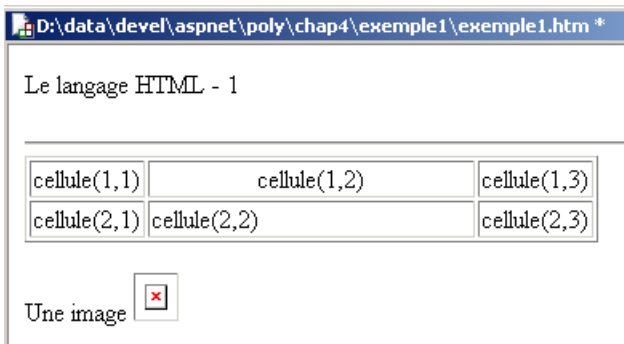 D:\data\devel\aspnet\poly\chap4\exemple1\exemple1.htm *
Le langage HTML - 1
cellule(1,1) cellule(1,2) cellule(1,3)
cellule(2,1) cellule(2,2) cellule(2,3)
Une image